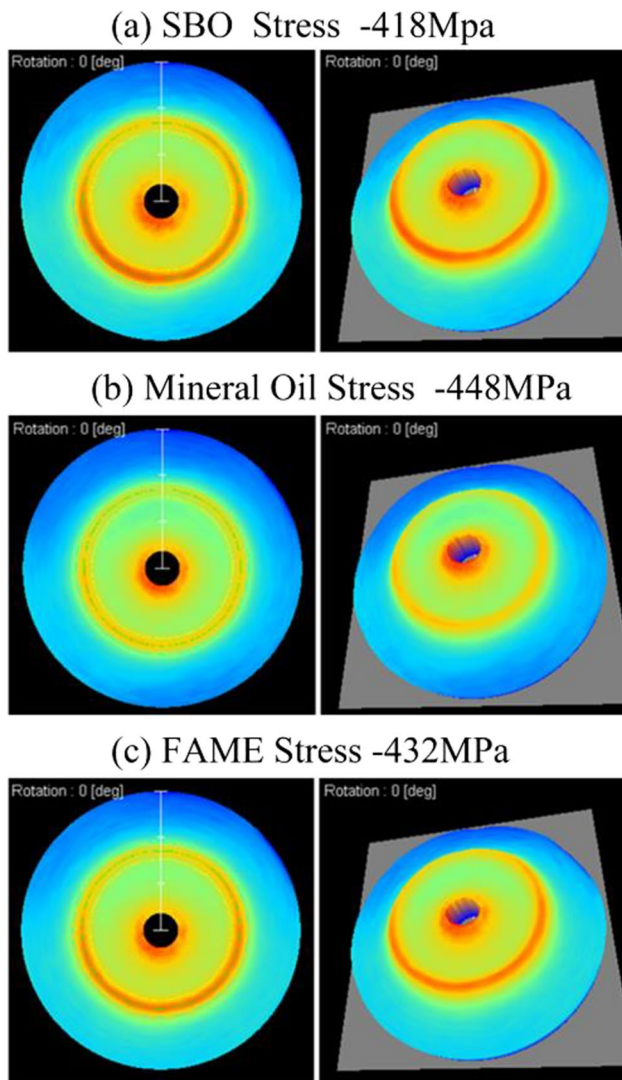 (a) SBO Stress -418Mpa
Rotation : 0 [deg]
Rotation : 0 [deg]
(b) Mineral Oil Stress -448MPa
Rotation : 0 [deg]
Rotation : 0 [deg]
(c) FAME Stress -432MPa
Rotation : 0 [deg]
Rotation : 0 [deg]